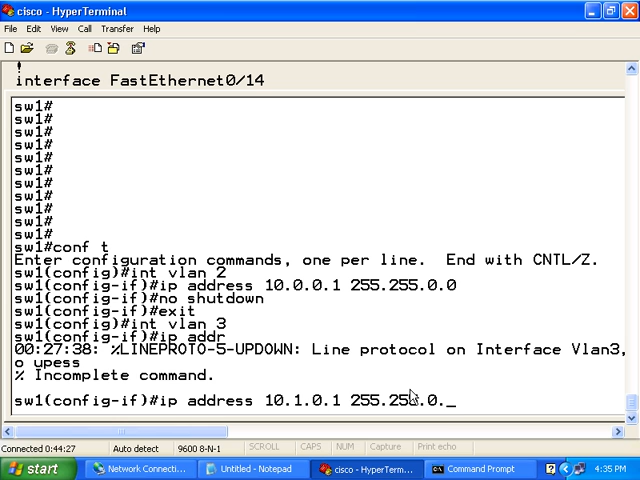 cisco - HyperTerminal
File Edit View Call Transfer Help
!
interface FastEthernet0/14
sw1#
sw1#
sw1#
sw1#
sw1#
sw1#
sw1#
sw1#
sw1#
sw1#
sw1#
sw1#conf t
Enter configuration commands, one per line. End with CNTL/Z.
sw1(config)#int vlan 2
sw1(config-if)#ip address 10.0.0.1 255.255.0.0
sw1(config-if)#no shutdown
sw1(config-if)#exit
sw1(config)#int vlan 3
sw1(config-if)#ip addr
00:27:38: %LINEPROTO-5-UPDOWN: Line protocol on Interface Vlan3,
o upess
% Incomplete command.
sw1(config-if)#ip address 10.1.0.1 255.255.0._
Connected 0:44:27 Auto detect 9600 8-N-1 SCROLL CAPS NUM Capture Print echo
start Network Connecti... Untitled - Notepad cisco - HyperTerm... Command Prompt ? 4:35 PM